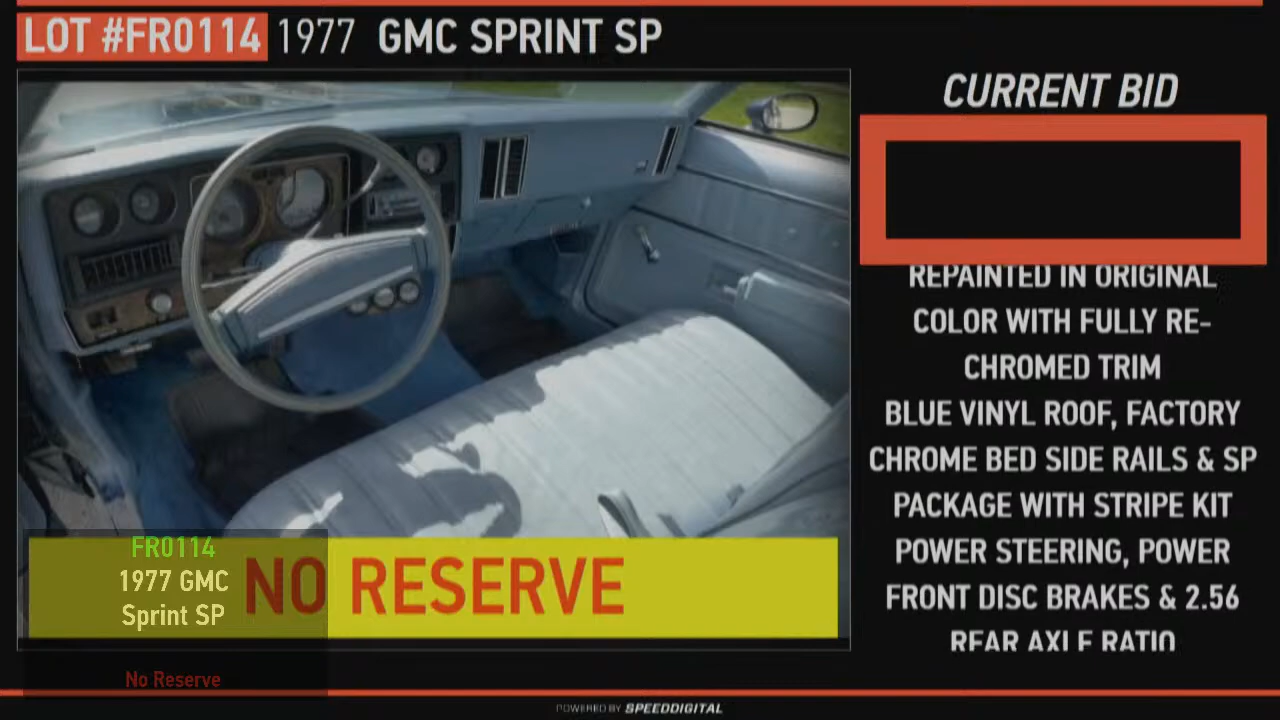 LOT #FR0114 1977 GMC SPRINT SP
CURRENT BID
REPAINTED IN ORIGINAL
COLOR WITH FULLY RE-
CHROMED TRIM
BLUE VINYL ROOF, FACTORY
CHROME BED SIDE RAILS & SP
PACKAGE WITH STRIPE KIT
POWER STEERING, POWER
FRONT DISC BRAKES & 2.56
REAR AXLE RATIO
NO RESERVE
FR0114
1977 GMC
Sprint SP
No Reserve
POWERED BY SPEEDDIGITAL